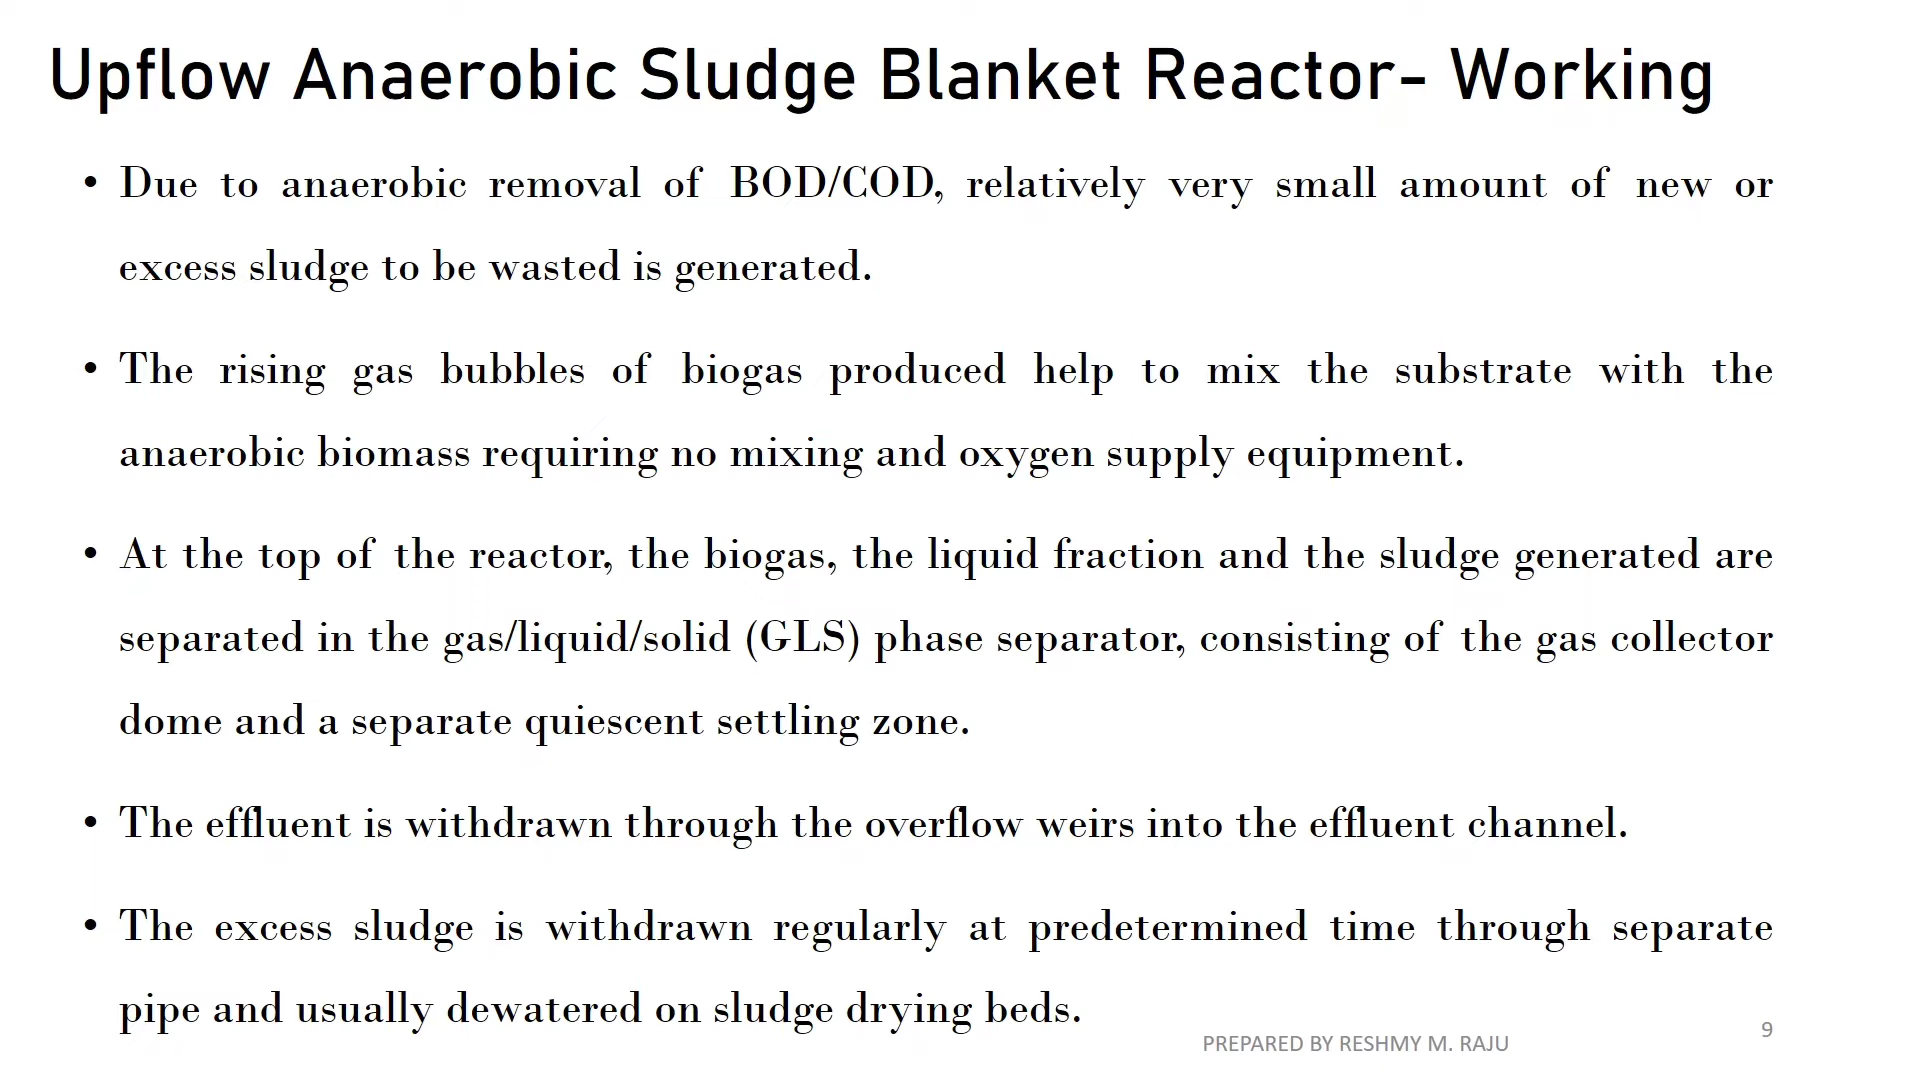 Upflow Anaerobic Sludge Blanket Reactor- Working
• Due to anaerobic removal of BOD/COD, relatively very small amount of new or
excess sludge to be wasted is generated.
• The rising gas bubbles of biogas produced help to mix the substrate with the
anaerobic biomass requiring no mixing and oxygen supply equipment.
• At the top of the reactor, the biogas, the liquid fraction and the sludge generated are
separated in the gas/liquid/solid (GLS) phase separator, consisting of the gas collector
dome and a separate quiescent settling zone.
• The effluent is withdrawn through the overflow weirs into the effluent channel.
• The excess sludge is withdrawn regularly at predetermined time through separate
pipe and usually dewatered on sludge drying beds.
PREPARED BY RESHMY M. RAJU
9